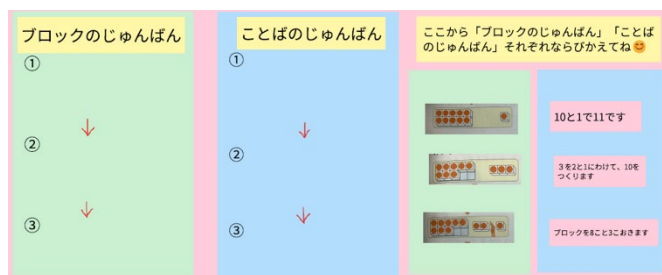 ブロックのじゅんばん
①
②
③
ことばのじゅんばん
①
②
③
ここから「ブロックのじゅんばん」「ことば
のじゅんばん」それぞれならびかえてね😊
10と1で11です
３を2と1にわけて、10を
つくります
ブロックを8こと3こおきます